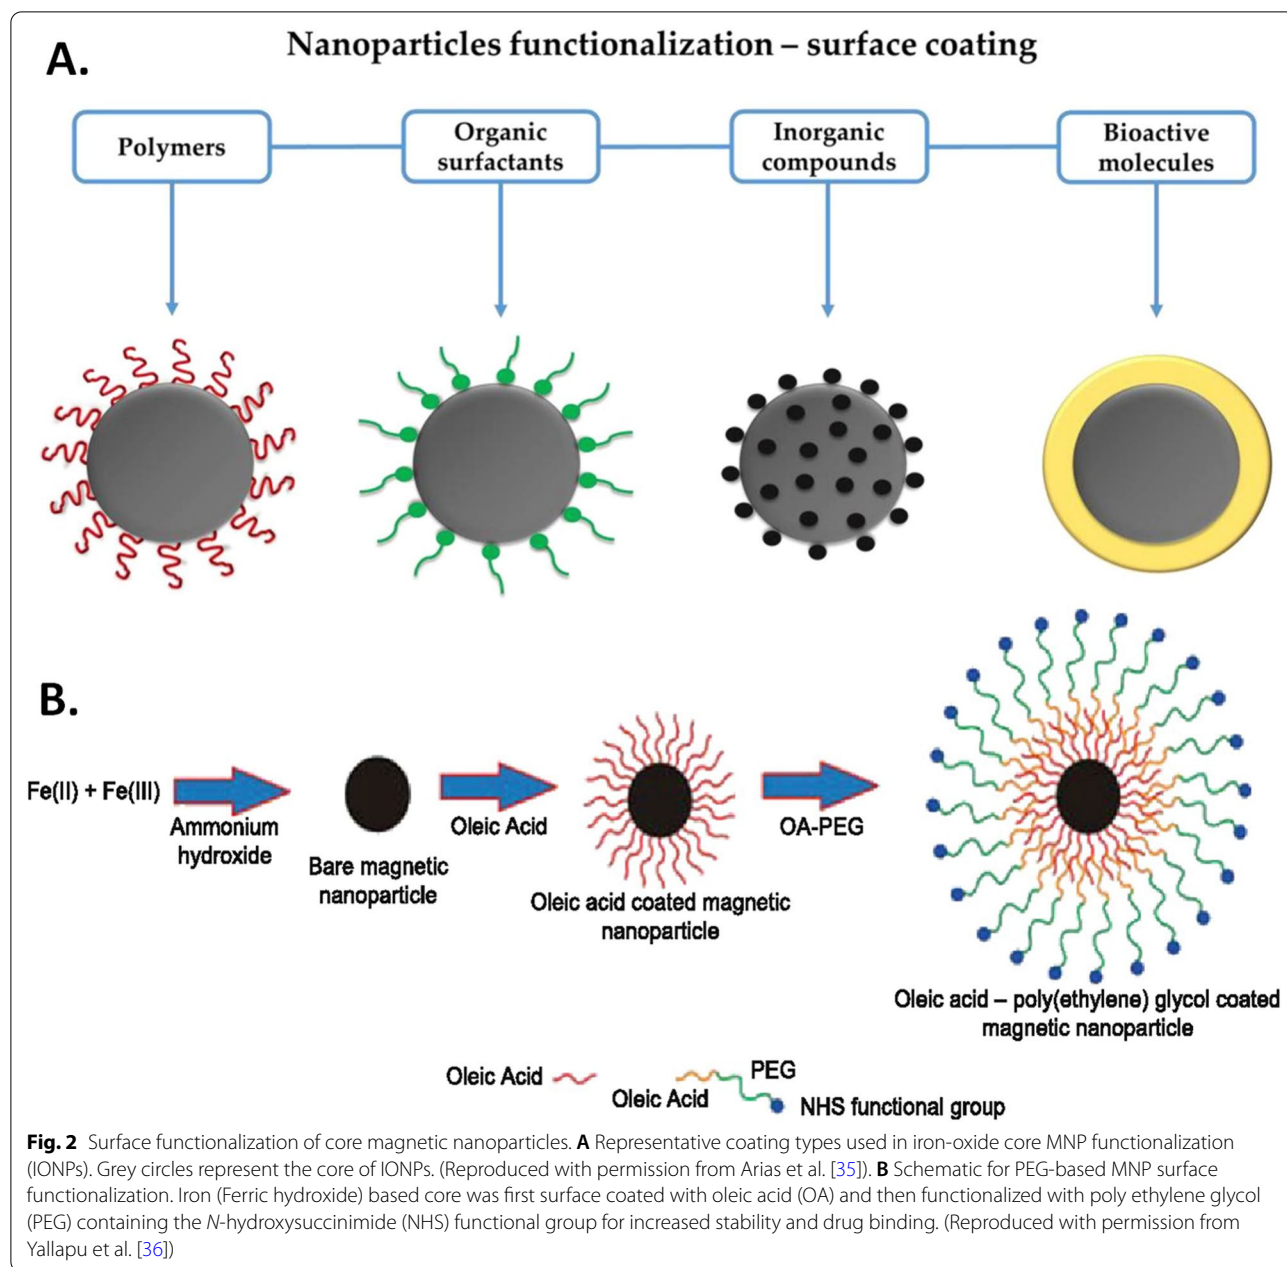 A.
Nanoparticles functionalization – surface coating
Polymers
Organic
surfactants
Inorganic
compounds
Bioactive
molecules
B.
Fe(II) + Fe(III)
Ammonium
hydroxide
Bare magnetic
nanoparticle
Oleic Acid
Oleic acid coated magnetic
nanoparticle
OA-PEG
Oleic acid – poly(ethylene) glycol coated
magnetic nanoparticle
Oleic Acid
Oleic Acid
PEG
NHS functional group
Fig. 2 Surface functionalization of core magnetic nanoparticles. A Representative coating types used in iron-oxide core MNP functionalization
(IONPs). Grey circles represent the core of IONPs. (Reproduced with permission from Arias et al. [35]). B Schematic for PEG-based MNP surface
functionalization. Iron (Ferric hydroxide) based core was first surface coated with oleic acid (OA) and then functionalized with poly ethylene glycol
(PEG) containing the N-hydroxysuccinimide (NHS) functional group for increased stability and drug binding. (Reproduced with permission from
Yallapu et al. [36])